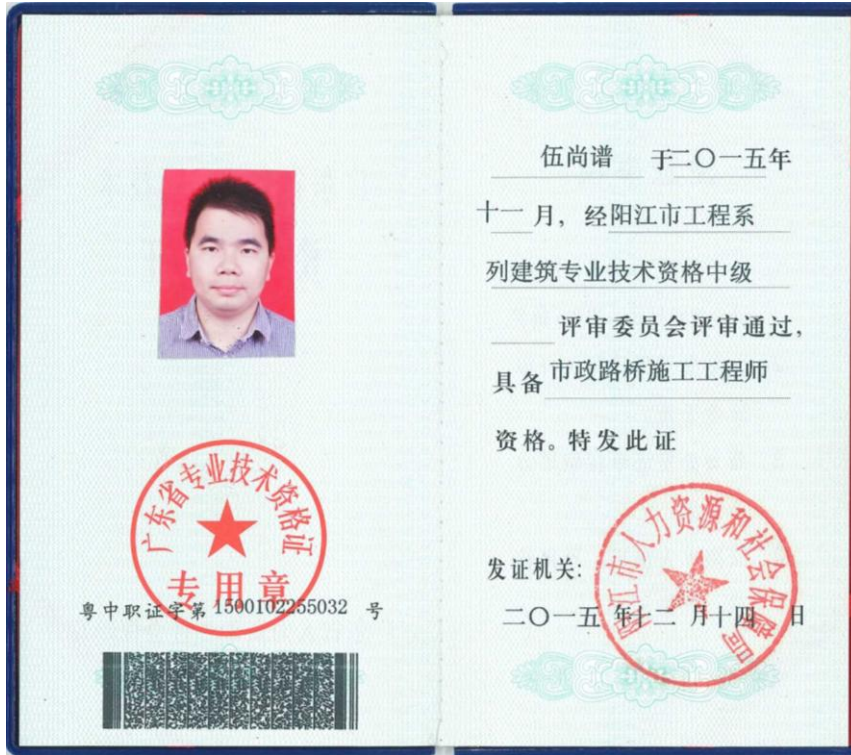 广东省专业技术资格证
专用章
粤中职证字第 1500102255032 号
伍尚谱 于二〇一五年
十一月，经阳江市工程系
列建筑专业技术资格中级
评审委员会评审通过，
具备市政路桥施工工程师
资格。特发此证
阳江市人力资源和社会保障局
发证机关:
二〇一五年十二月十四日